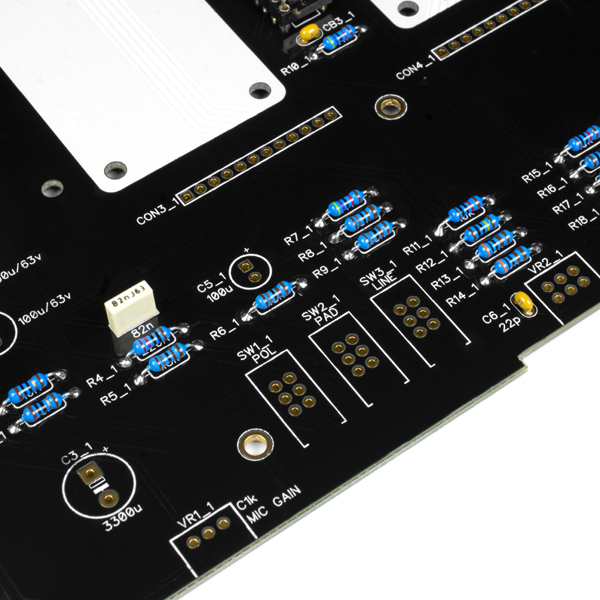 CB3_1
R10_1
CON4_1
CON3_1
R15_1
R16_1
R17_1
R18_1
R7_1
R8_1
R9_1
R11_1
R12_1
R13_1
R14_1
VR2_1
C5_1
+
100u
SW3_1
LINE
0u/63v
100u/63v
82nJ63
82n
R6_1
SW2_1
PAD
C6_1
22p
SW1_1
POL
R4_1
R5_1
C3_1
+
3300u
VR1_1
C1k
MIC GAIN